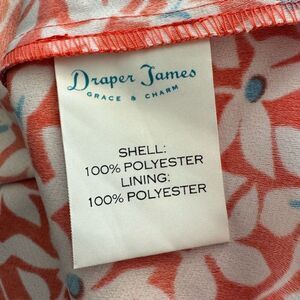 Draper James
GRACE & CHARM
SHELL:
100% POLYESTER
LINING:
100% POLYESTER